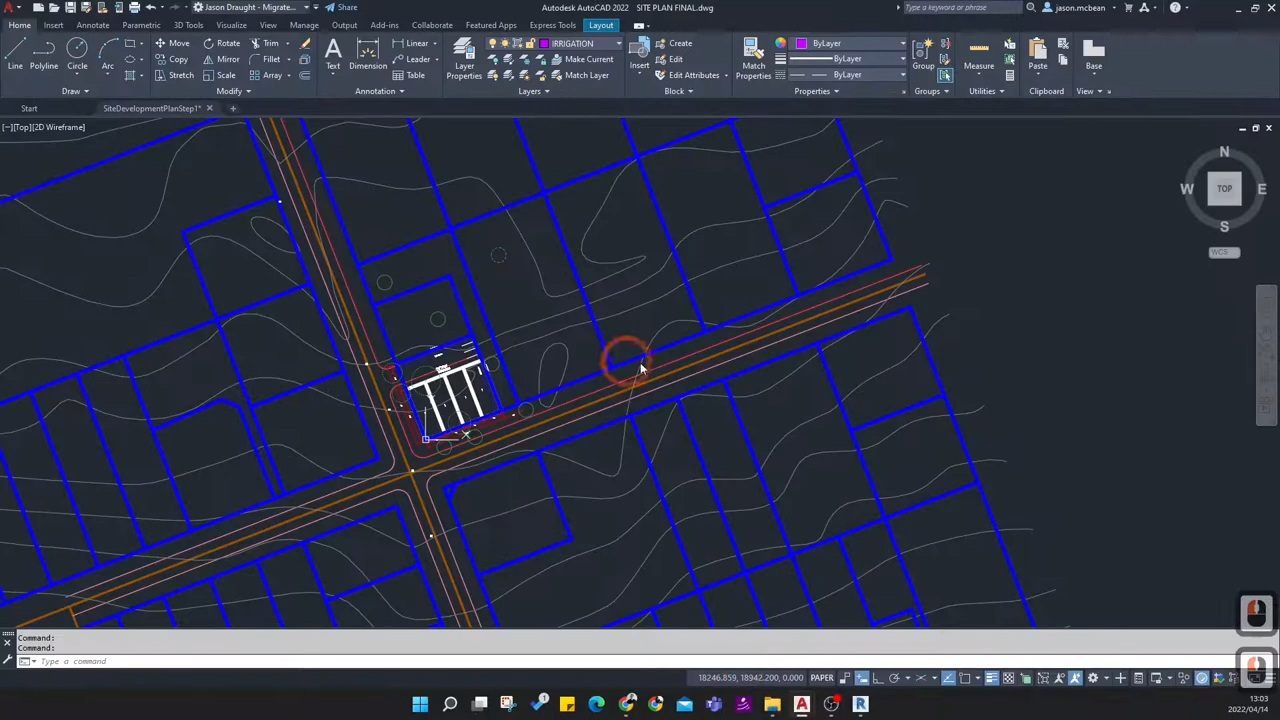 Jason Draught - Migrate...
Share
Autodesk AutoCAD 2022 SITE PLAN FINAL.dwg
Type a keyword or phrase
jason.mcbean
Home Insert Annotate Parametric 3D Tools Visualize View Manage Output Add-ins Collaborate Featured Apps Express Tools Layout
Line Polyline Circle Arc
Move Rotate Trim
Copy Mirror Fillet
Stretch Scale Array
Text Dimension
Linear
Leader
Table
Layer Properties
IRRIGATION
Make Current
Match Layer
Insert
Create
Edit
Edit Attributes
Match Properties
ByLayer
ByLayer
ByLayer
Group
Measure
Paste
Base
Draw Modify Annotation Layers Block Properties Groups Utilities Clipboard View
Start SiteDevelopmentPlanStep1*
[−][Top][2D Wireframe]
N
W TOP E
S
WCS
Command:
Command:
Type a command
18246.859, 18942.200, 0.000 PAPER
1
13:03
2022/04/14